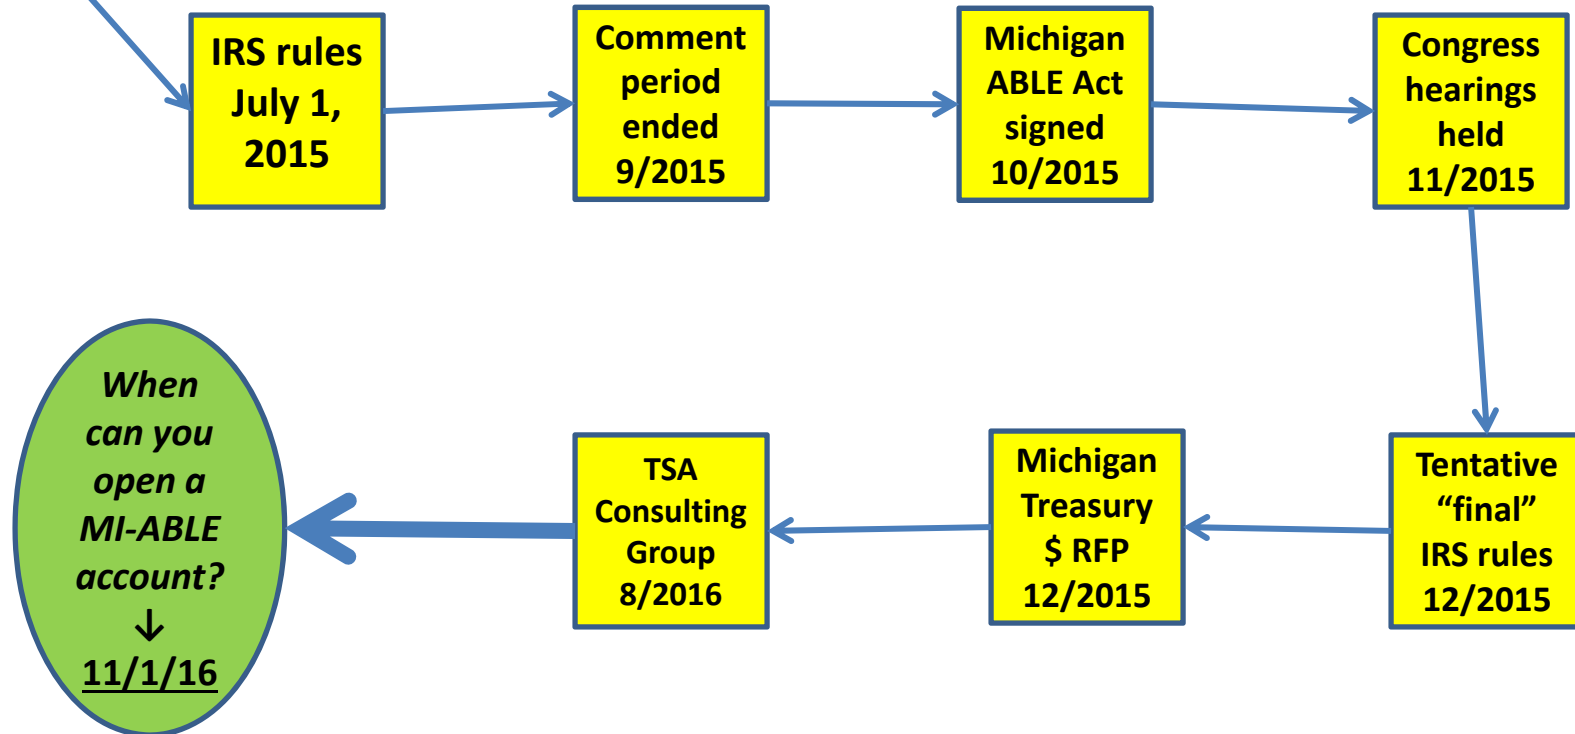 IRS rules
July 1,
2015
Comment
period
ended
9/2015
Michigan
ABLE Act
signed
10/2015
Congress
hearings
held
11/2015
Tentative
“final”
IRS rules
12/2015
Michigan
Treasury
$ RFP
12/2015
TSA
Consulting
Group
8/2016
When
can you
open a
MI-ABLE
account?
↓
11/1/16